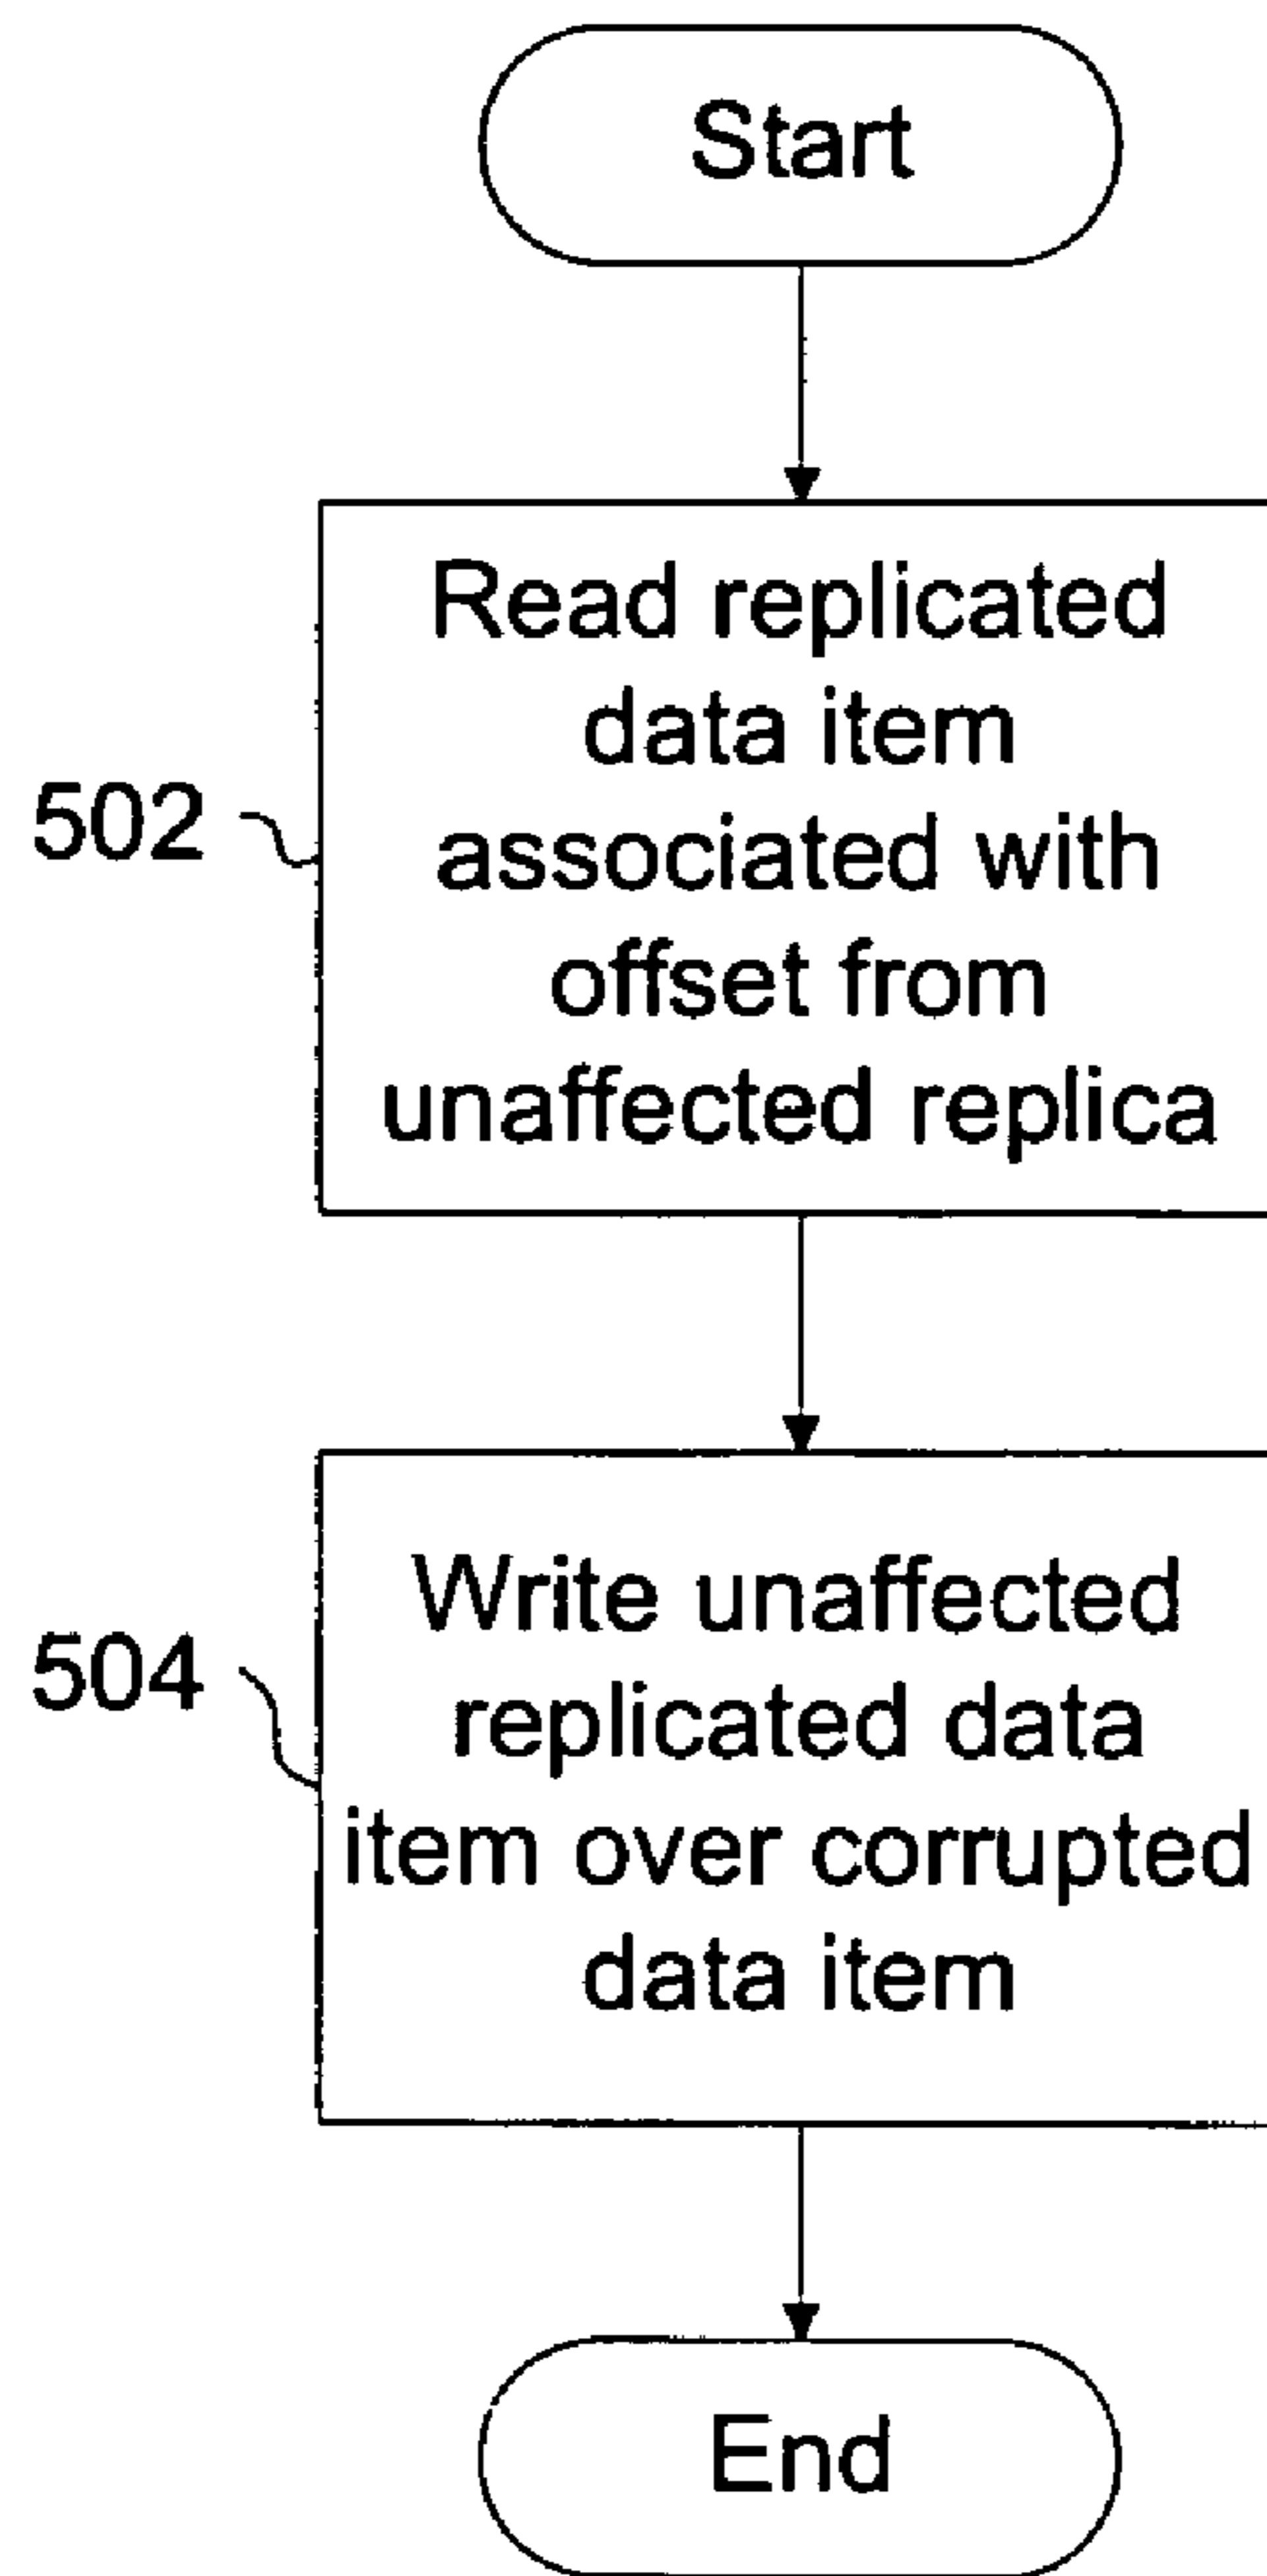 Start
502
Read replicated
data item
associated with
offset from
unaffected replica
504
Write unaffected
replicated data
item over corrupted
data item
End